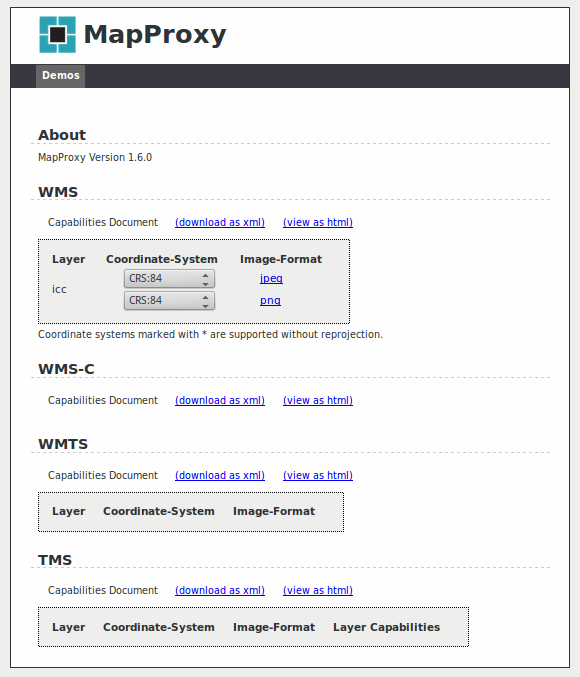 MapProxy
Demos
About
MapProxy Version 1.6.0
WMS
Capabilities Document (download as xml) (view as html)
Layer Coordinate-System Image-Format
CRS:84 jpeg
icc
CRS:84 png
Coordinate systems marked with * are supported without reprojection.
WMS-C
Capabilities Document (download as xml) (view as html)
WMTS
Capabilities Document (download as xml) (view as html)
Layer Coordinate-System Image-Format
TMS
Capabilities Document (download as xml) (view as html)
Layer Coordinate-System Image-Format Layer Capabilities